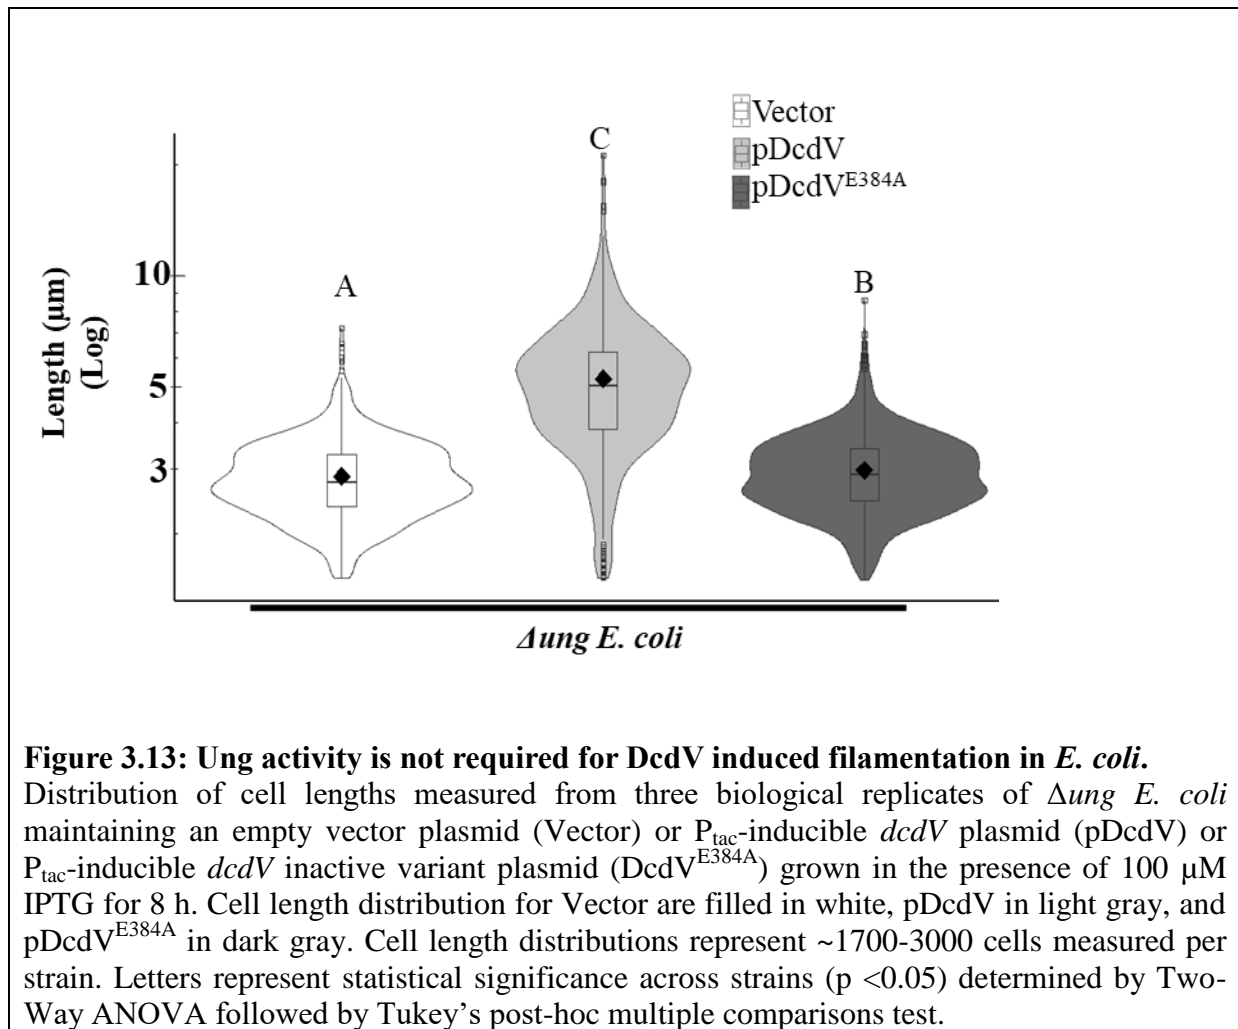 Vector
pDcdV
pDcdV^E384A
C
A
B
10
5
3
Length (µm)
(Log)
Δung E. coli
Figure 3.13: Ung activity is not required for DcdV induced filamentation in E. coli.
Distribution of cell lengths measured from three biological replicates of Δung E. coli
maintaining an empty vector plasmid (Vector) or Ptac-inducible dcdV plasmid (pDcdV) or
Ptac-inducible dcdV inactive variant plasmid (DcdV^E384A) grown in the presence of 100 µM
IPTG for 8 h. Cell length distribution for Vector are filled in white, pDcdV in light gray, and
pDcdV^E384A in dark gray. Cell length distributions represent ~1700-3000 cells measured per
strain. Letters represent statistical significance across strains (p <0.05) determined by Two-
Way ANOVA followed by Tukey’s post-hoc multiple comparisons test.